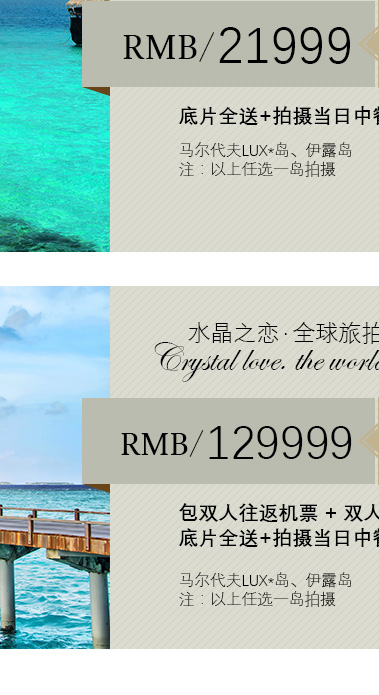 RMB/21999
底片全送+拍摄当日中餐
马尔代夫LUX*岛、伊露岛
注：以上任选一岛拍摄
水晶之恋·全球旅拍
Crystal love. the world
RMB/129999
包双人往返机票 + 双人
底片全送+拍摄当日中餐
马尔代夫LUX*岛、伊露岛
注：以上任选一岛拍摄